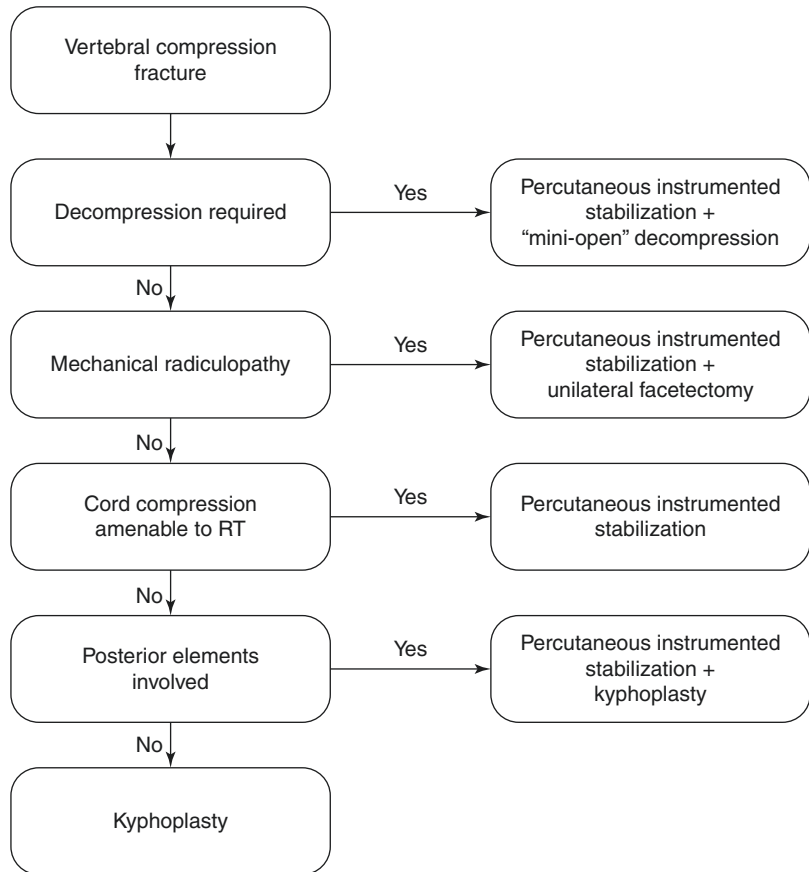 Vertebral compression
fracture
Decompression required
Yes
Percutaneous instrumented
stabilization +
“mini-open” decompression
No
Mechanical radiculopathy
Yes
Percutaneous instrumented
stabilization +
unilateral facetectomy
No
Cord compression
amenable to RT
Yes
Percutaneous instrumented
stabilization
No
Posterior elements
involved
Yes
Percutaneous instrumented
stabilization +
kyphoplasty
No
Kyphoplasty